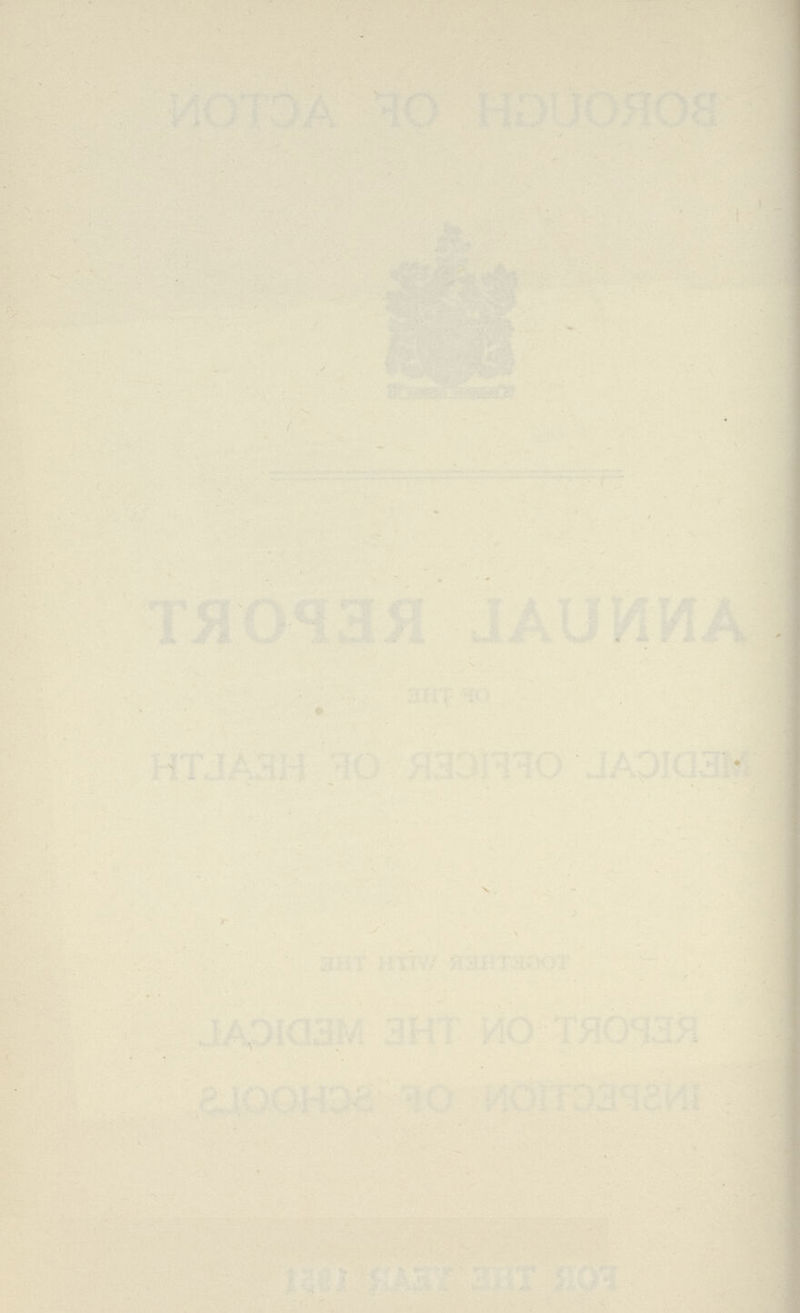 BOROUGH OF ACTON
ANNUAL REPORT
OF THE
MEDICAL OFFICER OF HEALTH
TOGETHER WITH THE
REPORT ON THE MEDICAL
INSPECTION OF SCHOOLS
FOR THE YEAR